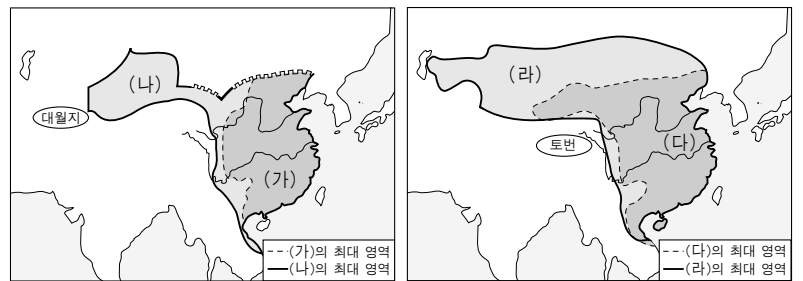 (나)
대월지
(가)
---(가)의 최대 영역
━(나)의 최대 영역
(라)
토번
(다)
---(다)의 최대 영역
━(라)의 최대 영역